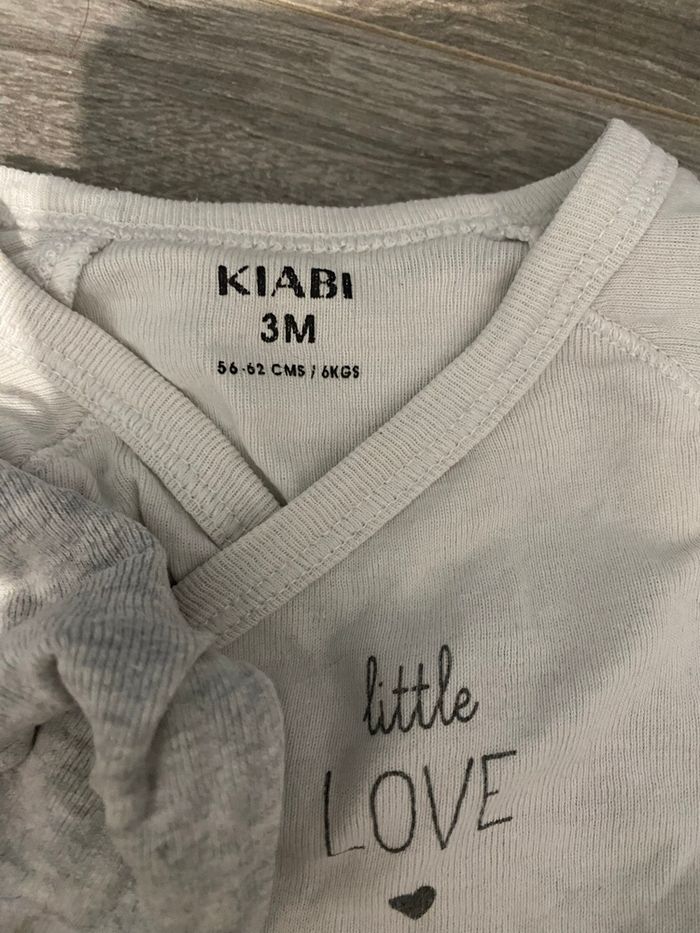 KIABI
3M
56-62 CMS / 6KGS
little
LOVE